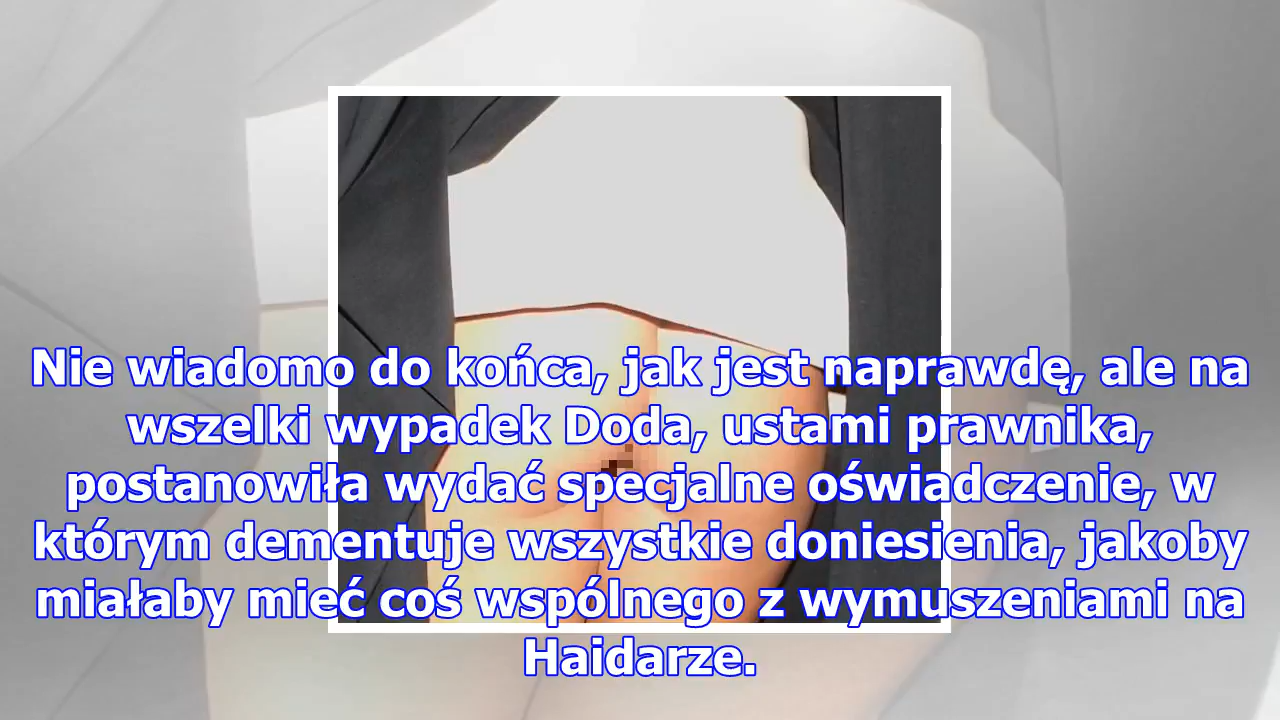 Nie wiadomo do końca, jak jest naprawdę, ale na
wszelki wypadek Doda, ustami prawnika,
postanowiła wydać specjalne oświadczenie, w
którym dementuje wszystkie doniesienia, jakoby
miałaby mieć coś wspólnego z wymuszeniami na
Haidarze.